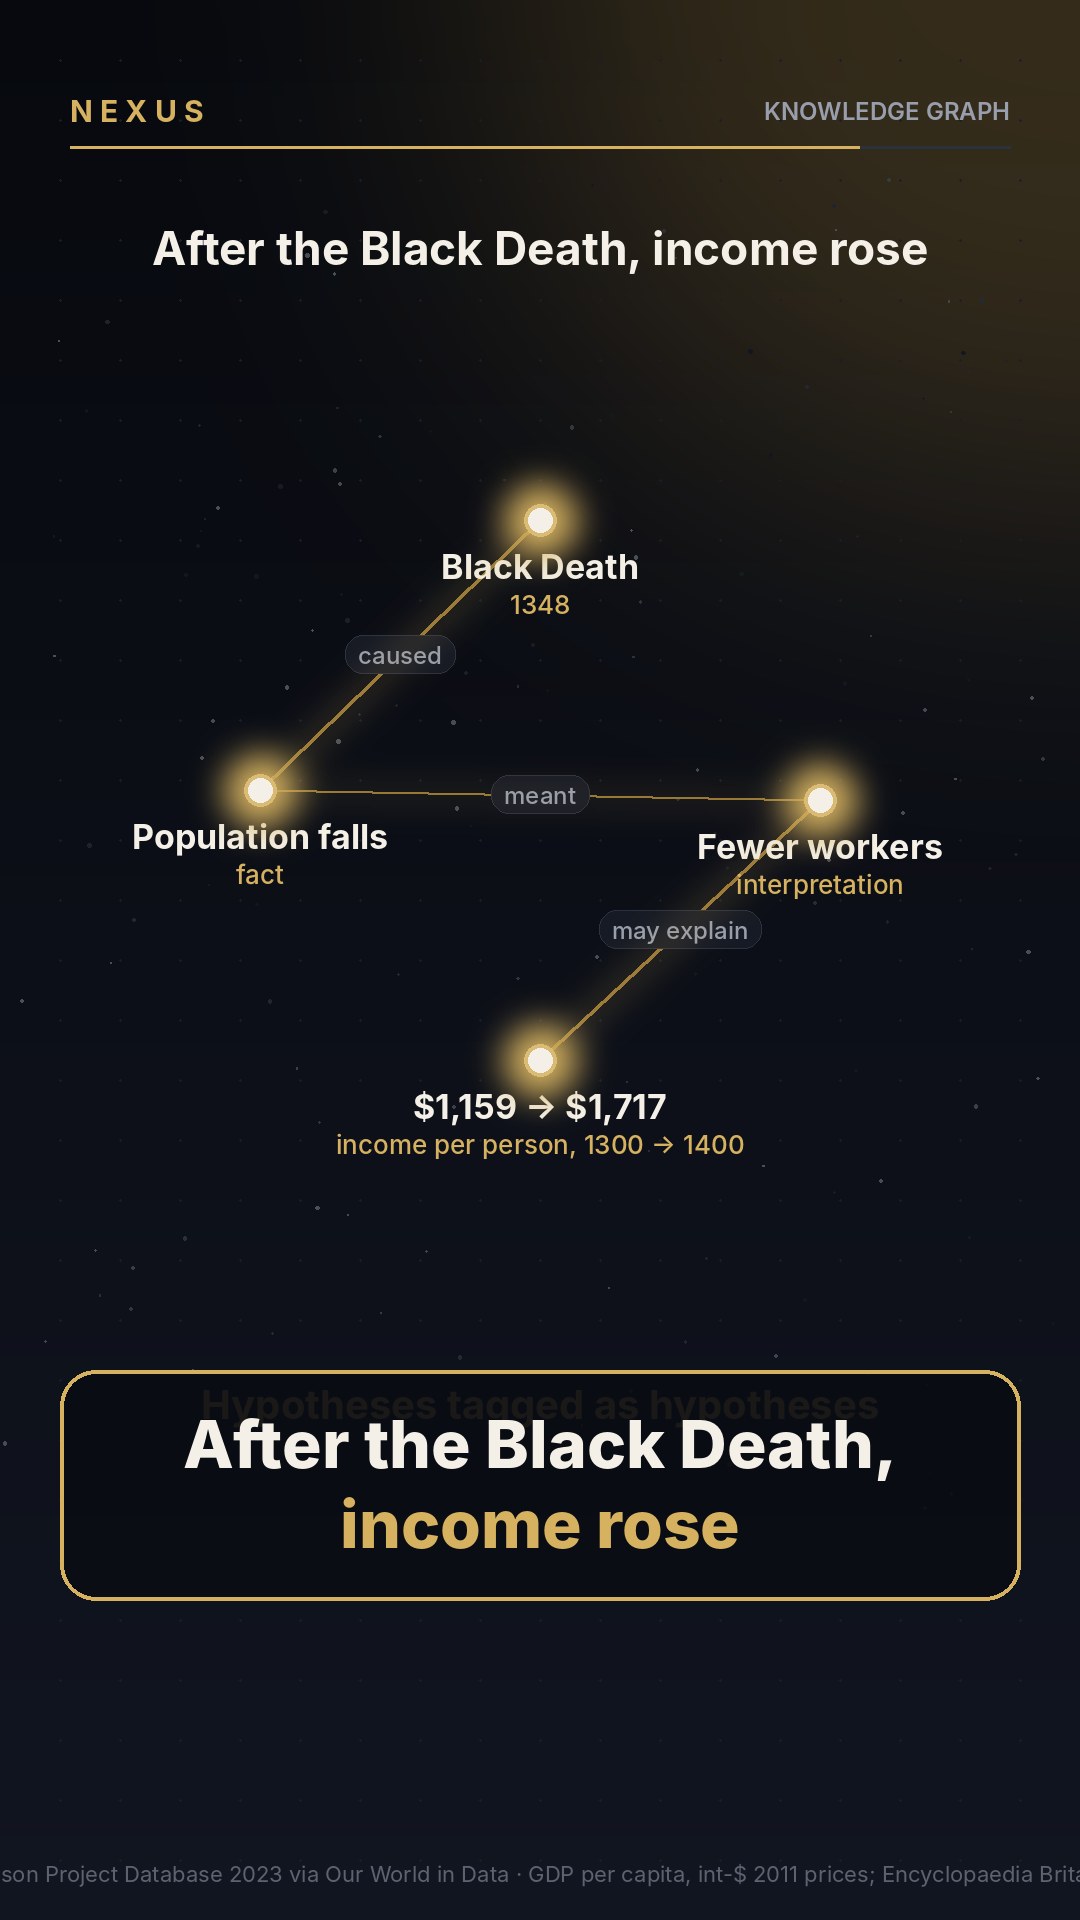 NEXUS
KNOWLEDGE GRAPH
After the Black Death, income rose
Black Death
1348
caused
meant
Population falls
fact
Fewer workers
interpretation
may explain
$1,159 → $1,717
income per person, 1300 → 1400
Hypotheses tagged as hypotheses
After the Black Death,
income rose
son Project Database 2023 via Our World in Data · GDP per capita, int-$ 2011 prices; Encyclopaedia Brita